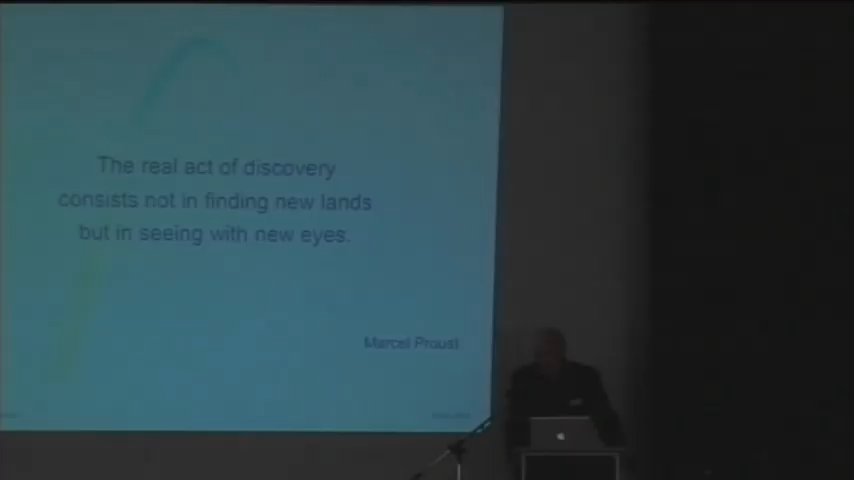 The real act of discovery
consists not in finding new lands
but in seeing with new eyes.
Marcel Proust